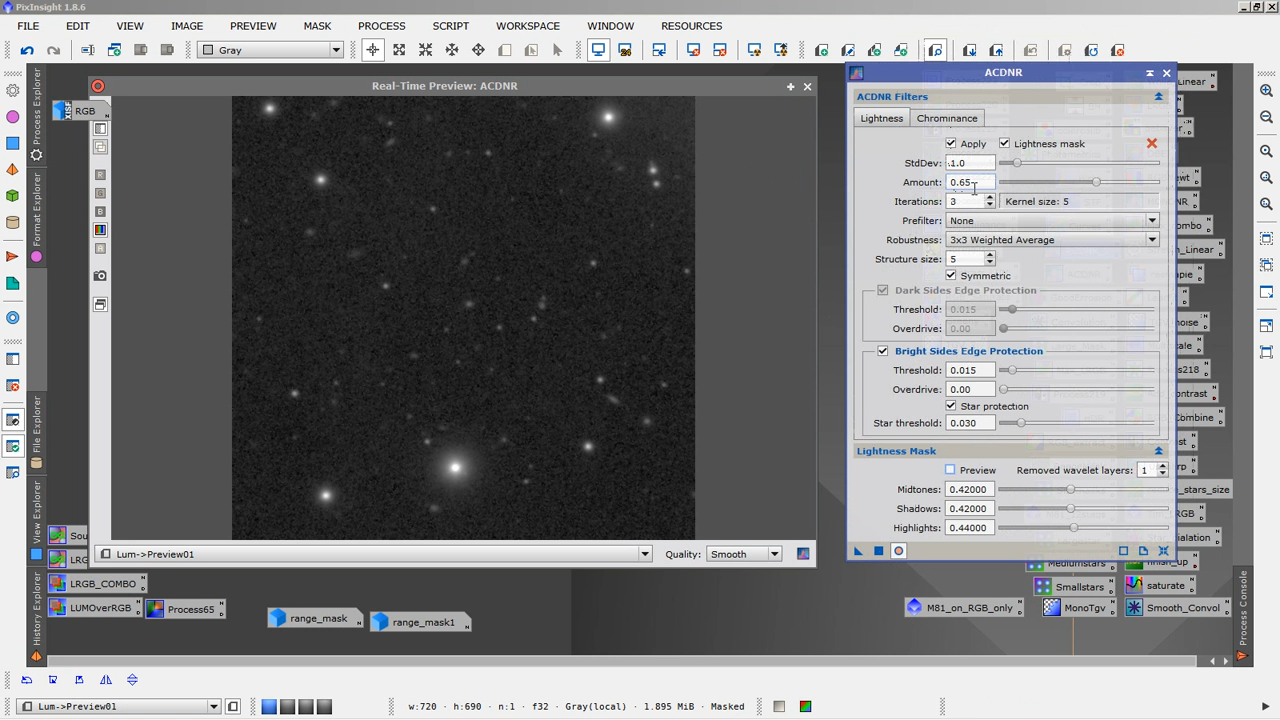 PixInsight 1.8.6
FILE EDIT VIEW IMAGE PREVIEW MASK PROCESS SCRIPT WORKSPACE WINDOW RESOURCES
Gray
Process Explorer
Format Explorer
File Explorer
View Explorer
History Explorer
Process Console
RGB
Real-Time Preview: ACDNR
Lum->Preview01
Quality: Smooth
ACDNR
ACDNR Filters
Lightness Chrominance
Apply Lightness mask
StdDev: 1.0
Amount: 0.65
Iterations: 3 Kernel size: 5
Prefilter: None
Robustness: 3x3 Weighted Average
Structure size: 5
Symmetric
Dark Sides Edge Protection
Threshold: 0.015
Overdrive: 0.00
Bright Sides Edge Protection
Threshold: 0.015
Overdrive: 0.00
Star protection
Star threshold: 0.030
Lightness Mask
Preview Removed wavelet layers: 1
Midtones: 0.42000
Shadows: 0.42000
Highlights: 0.44000
LRGB_COMBO
LUMOverRGB Process65
range_mask range_mask1
Mediumstars finish_up
Smallstars saturate
M81_on_RGB_only MonoTgv Smooth_Convol
Lum->Preview01
w:720 h:690 n:1 f32 Gray(local) 1.895 MiB Masked